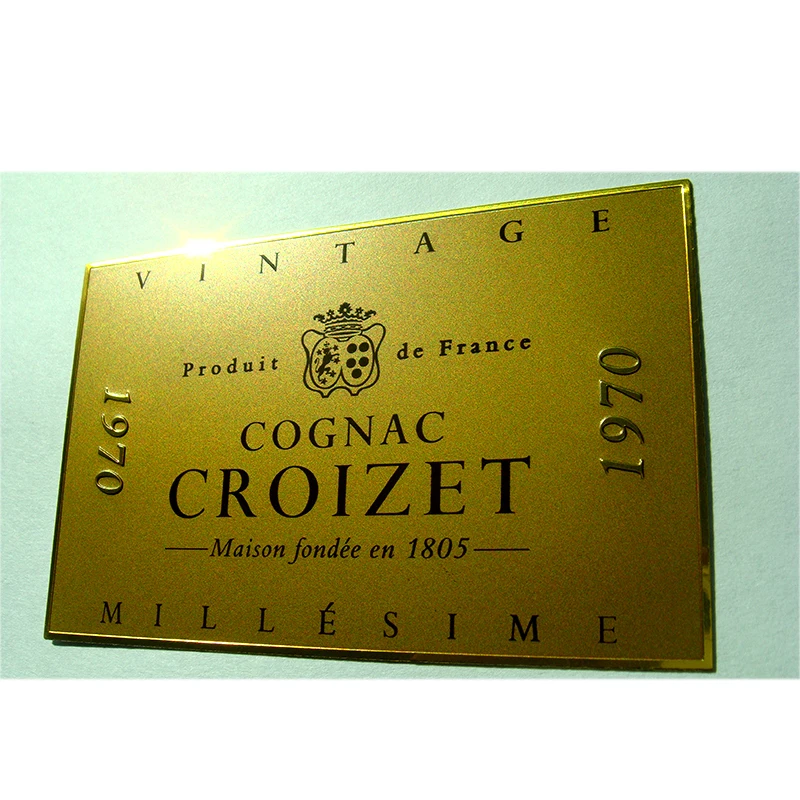 VINTAGE
Produit de France
1970
1970
COGNAC
CROIZET
Maison fondée en 1805
MILLÉSIME